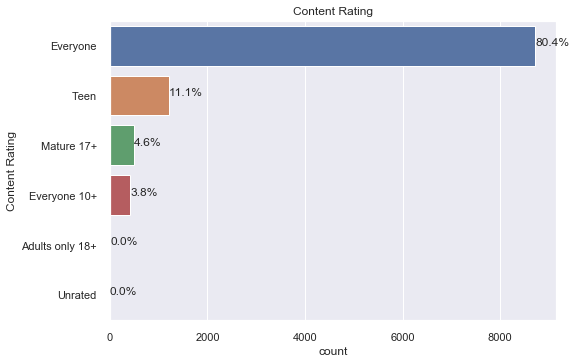 Content Rating
Everyone
80.4%
Teen
11.1%
Mature 17+
4.6%
Everyone 10+
3.8%
Adults only 18+
0.0%
Unrated
0.0%
Content Rating
0
2000
4000
6000
8000
count